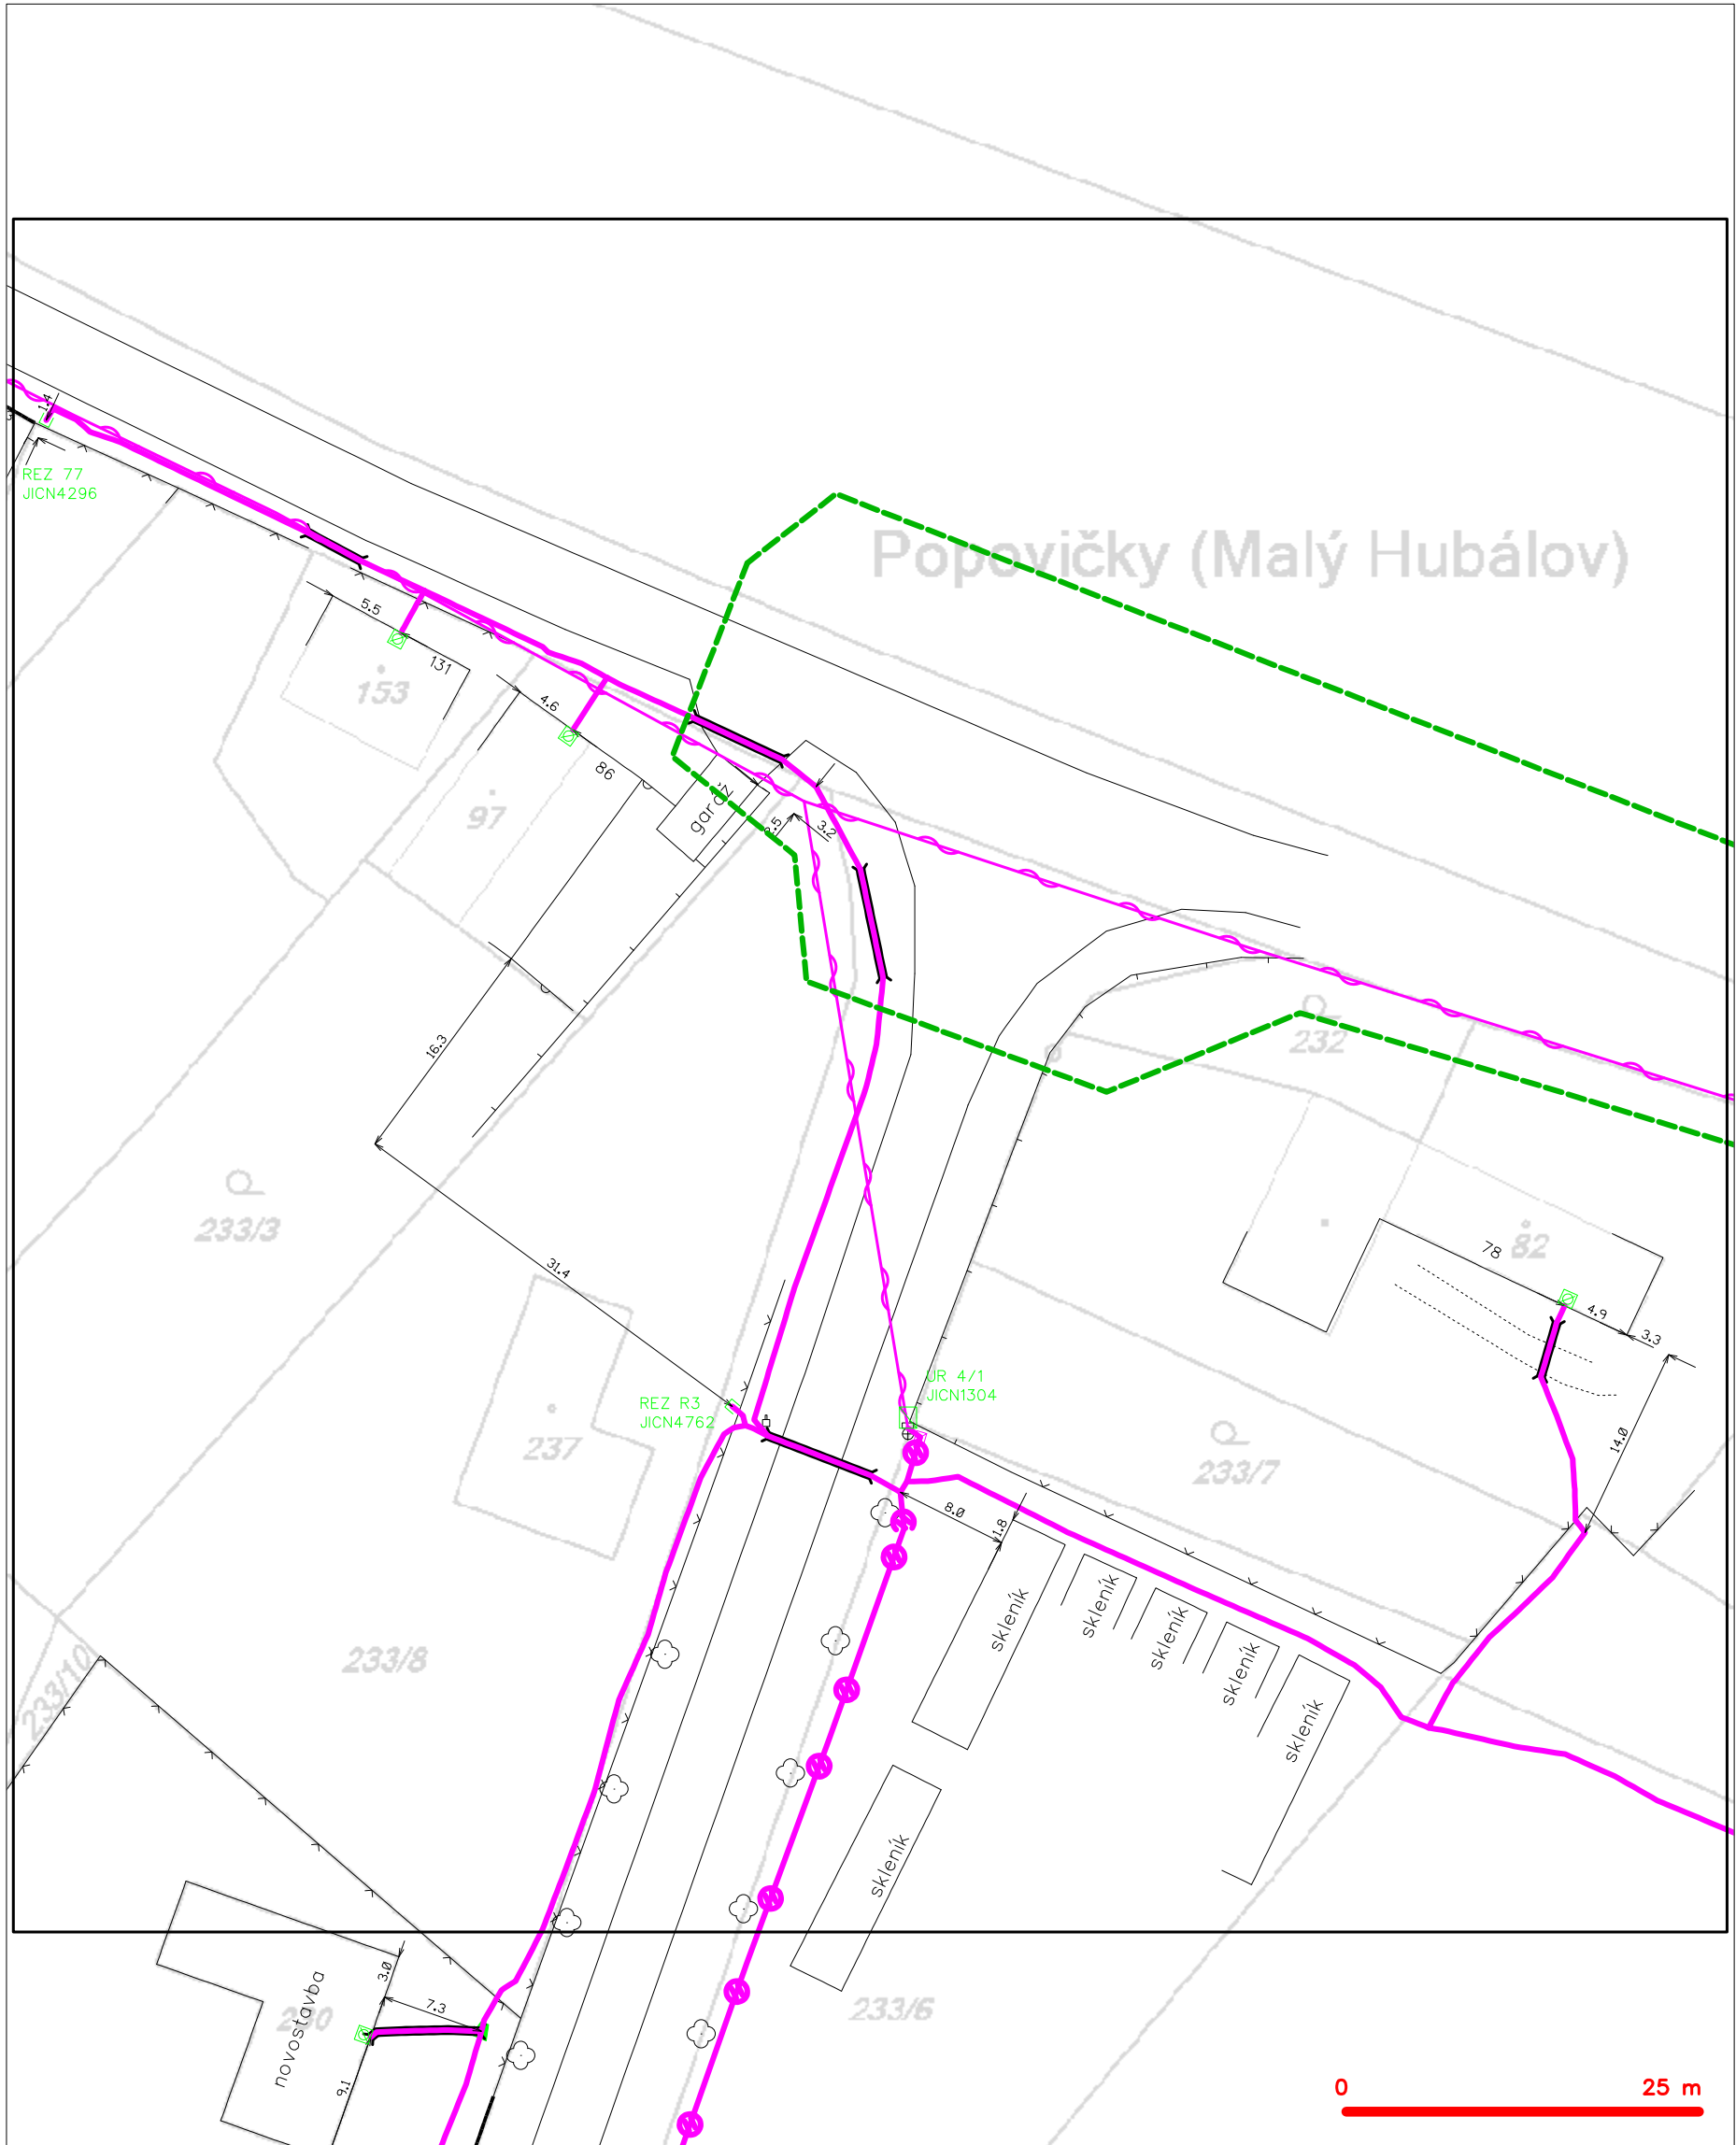 1.4
REZ 77
JICN4296
Popovičky (Malý Hubálov)
5.5
131
153
4.6
86
97
garáž
3.2
232
16.3
233/3
31.4
78
82
4.9
3.3
14.0
REZ R3
JICN4762
UR 4/1
JICN1304
237
233/7
8.0
1.8
skleník
skleník
skleník
skleník
skleník
233/8
233/10
skleník
3.0
7.3
novostavba
9.1
233/6
0
25 m